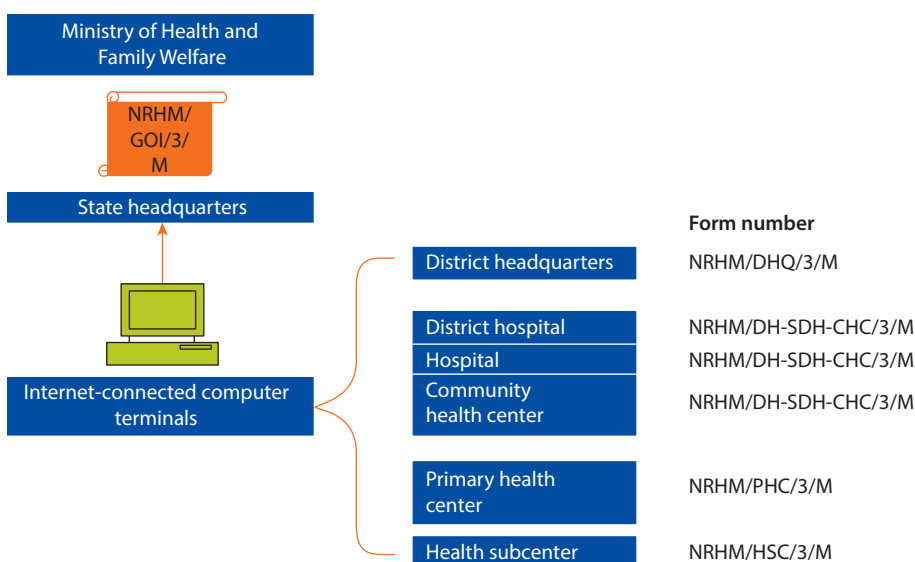 Ministry of Health and
Family Welfare
NRHM/
GOI/3/
M
State headquarters
Form number
District headquarters NRHM/DHQ/3/M
District hospital NRHM/DH-SDH-CHC/3/M
Hospital NRHM/DH-SDH-CHC/3/M
Internet-connected computer
terminals
Community
health center NRHM/DH-SDH-CHC/3/M
Primary health
center NRHM/PHC/3/M
Health subcenter NRHM/HSC/3/M